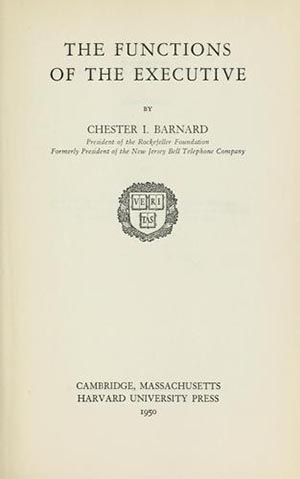 THE FUNCTIONS
OF THE EXECUTIVE
BY
CHESTER I. BARNARD
President of the Rockefeller Foundation
Formerly President of the New Jersey Bell Telephone Company
VE RI
TAS
CAMBRIDGE, MASSACHUSETTS
HARVARD UNIVERSITY PRESS
1950